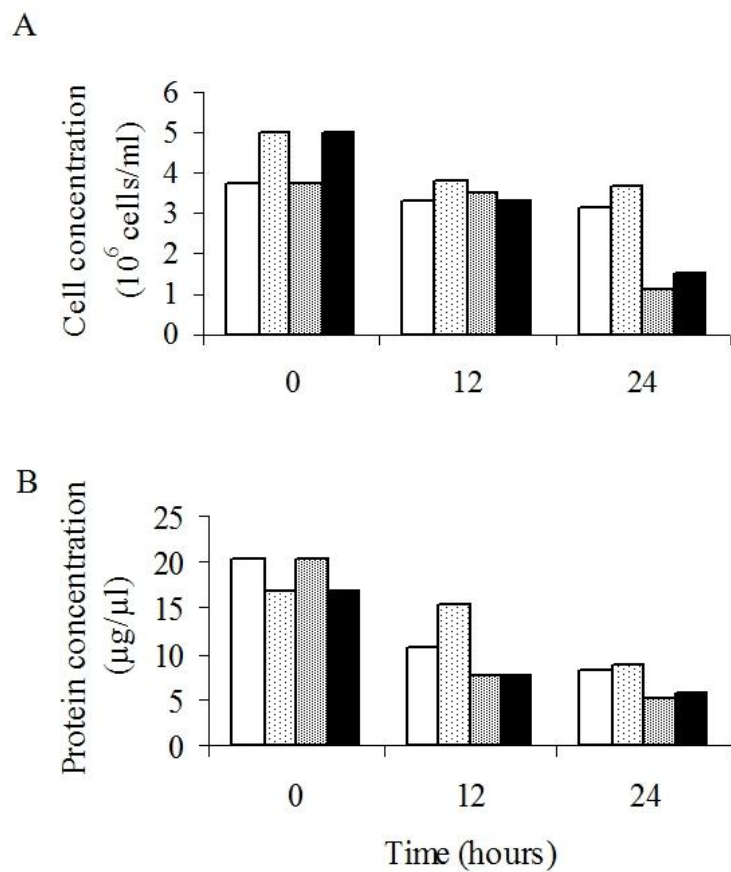 A
Cell concentration
(10⁶ cells/ml)
6
5
4
3
2
1
0
0 12 24
B
Protein concentration
(µg/µl)
25
20
15
10
5
0
0 12 24
Time (hours)